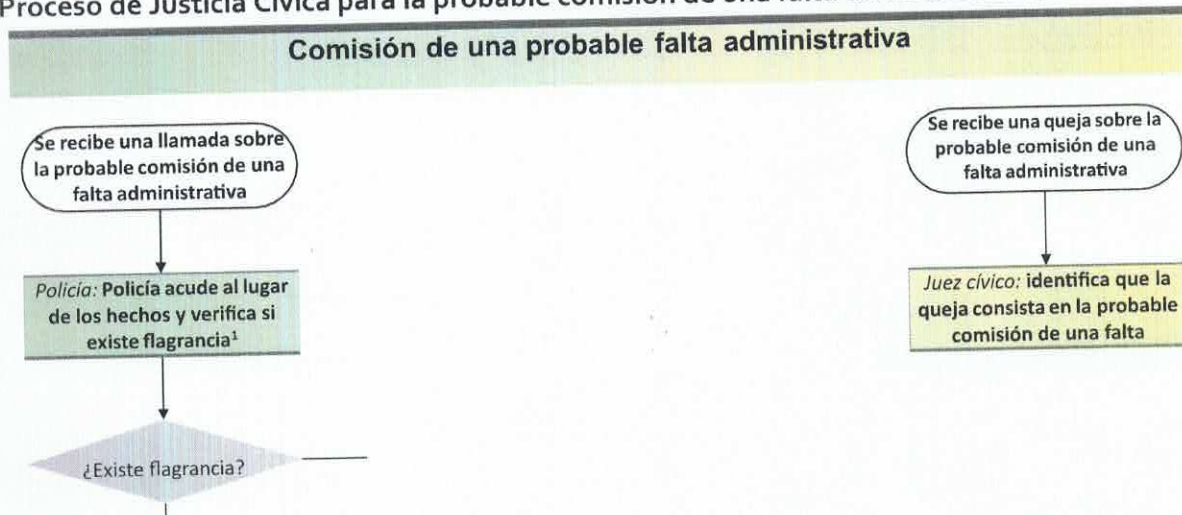 Proceso de Justicia Cívica para la probable comisión de una falta
Comisión de una probable falta administrativa
Se recibe una llamada sobre
la probable comisión de una
falta administrativa
Policía: Policía acude al lugar
de los hechos y verifica si
existe flagrancia¹
¿Existe flagrancia?
Se recibe una queja sobre la
probable comisión de una
falta administrativa
Juez cívico: identifica que la
queja consista en la probable
comisión de una falta